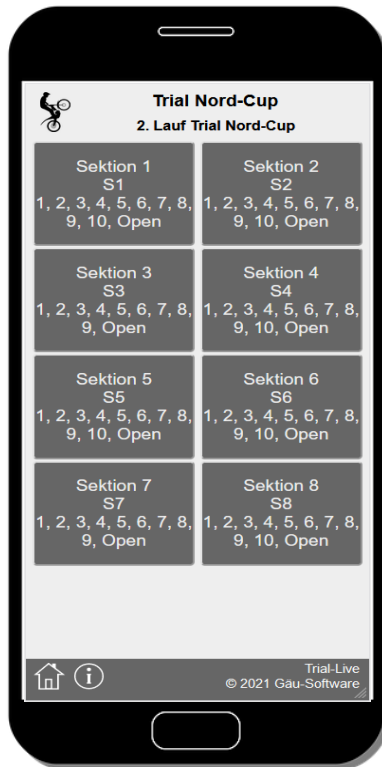 Trial Nord-Cup
2. Lauf Trial Nord-Cup
Sektion 1
S1
1, 2, 3, 4, 5, 6, 7, 8,
9, 10, Open
Sektion 2
S2
1, 2, 3, 4, 5, 6, 7, 8,
9, 10, Open
Sektion 3
S3
1, 2, 3, 4, 5, 6, 7, 8,
9, Open
Sektion 4
S4
1, 2, 3, 4, 5, 6, 7, 8,
9, Open
Sektion 5
S5
1, 2, 3, 4, 5, 6, 7, 8,
9, 10, Open
Sektion 6
S6
1, 2, 3, 4, 5, 6, 7, 8,
9, 10, Open
Sektion 7
S7
1, 2, 3, 4, 5, 6, 7, 8,
9, Open
Sektion 8
S8
1, 2, 3, 4, 5, 6, 7, 8,
9, 10, Open
Trial-Live
© 2021 Gäu-Software